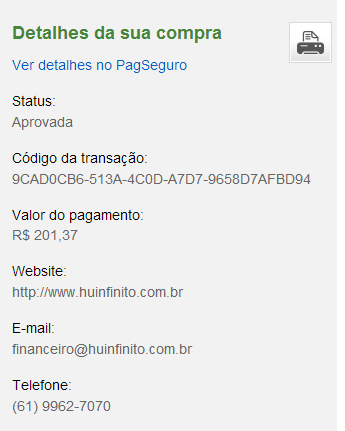 Detalhes da sua compra
Ver detalhes no PagSeguro
Status:
Aprovada
Código da transação:
9CAD0CB6-513A-4C0D-A7D7-9658D7AFBD94
Valor do pagamento:
R$ 201,37
Website:
http://www.huinfinito.com.br
E-mail:
financeiro@huinfinito.com.br
Telefone:
(61) 9962-7070